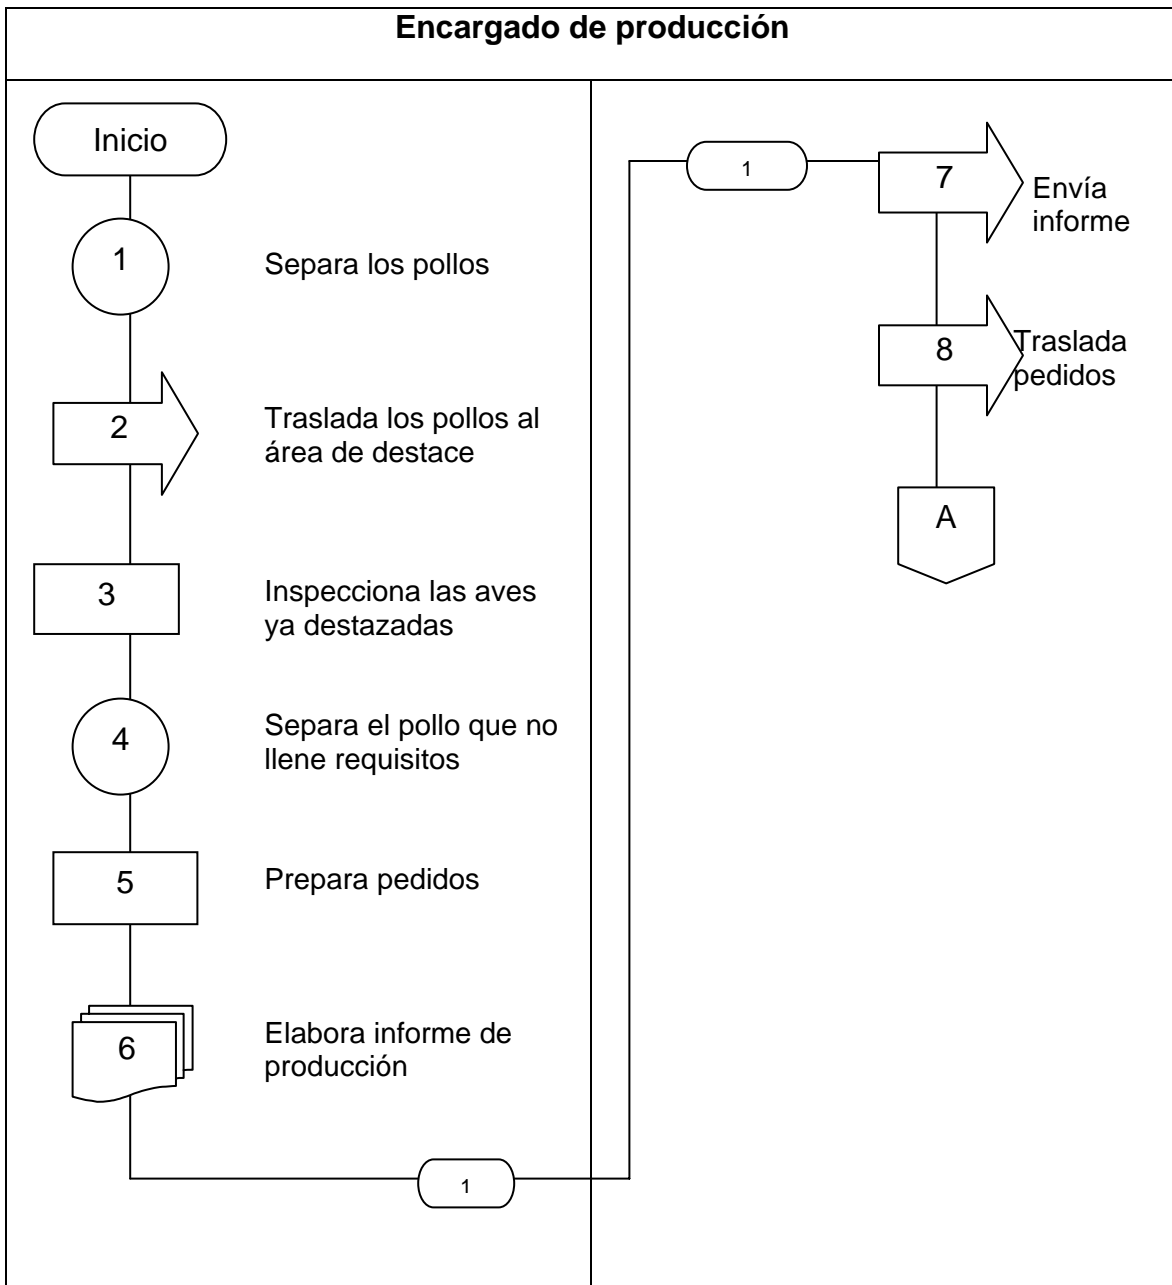 Encargado de producción
Inicio
1
Separa los pollos
2
Traslada los pollos al
área de destace
3
Inspecciona las aves
ya destazadas
4
Separa el pollo que no
llene requisitos
5
Prepara pedidos
6
Elabora informe de
producción
1
1
7
Envía
informe
8
Traslada
pedidos
A